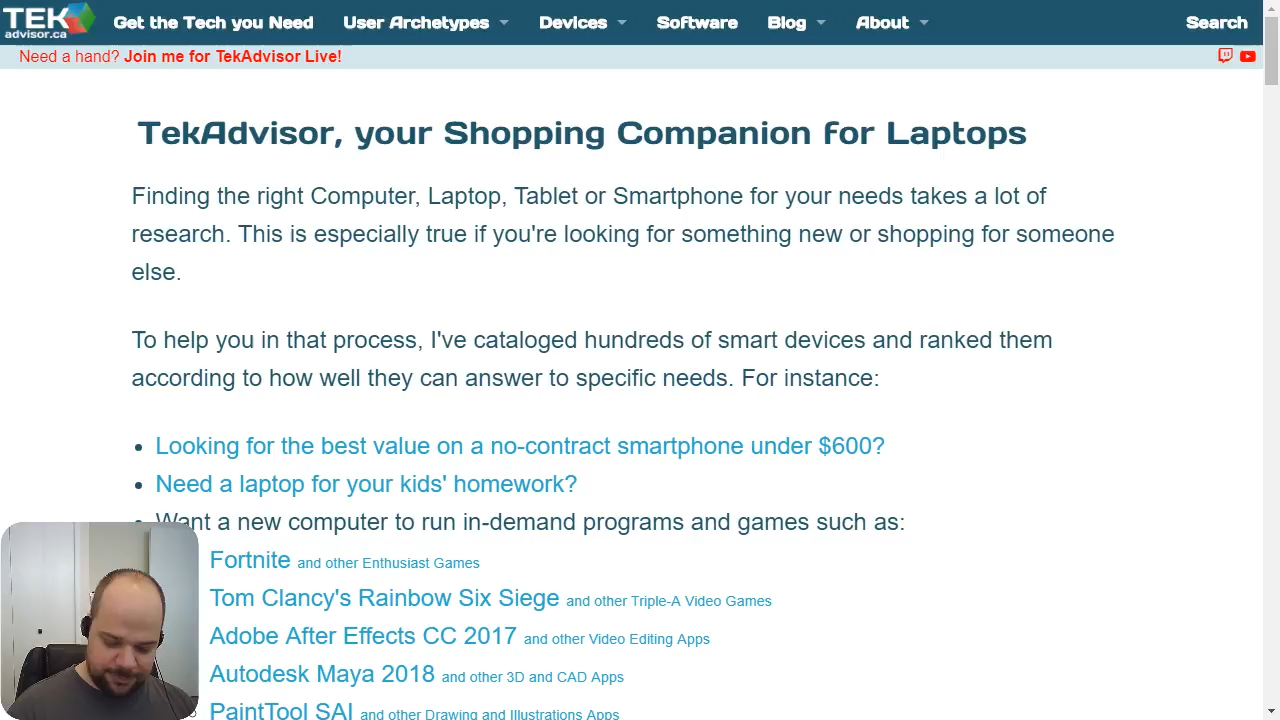 TEK
advisor.ca
Get the Tech you Need
User Archetypes
Devices
Software
Blog
About
Search
Need a hand? Join me for TekAdvisor Live!
TekAdvisor, your Shopping Companion for Laptops
Finding the right Computer, Laptop, Tablet or Smartphone for your needs takes a lot of
research. This is especially true if you're looking for something new or shopping for someone
else.
To help you in that process, I've cataloged hundreds of smart devices and ranked them
according to how well they can answer to specific needs. For instance:
Looking for the best value on a no-contract smartphone under $600?
Need a laptop for your kids' homework?
Want a new computer to run in-demand programs and games such as:
Fortnite and other Enthusiast Games
Tom Clancy's Rainbow Six Siege and other Triple-A Video Games
Adobe After Effects CC 2017 and other Video Editing Apps
Autodesk Maya 2018 and other 3D and CAD Apps
PaintTool SAI and other Drawing and Illustrations Apps